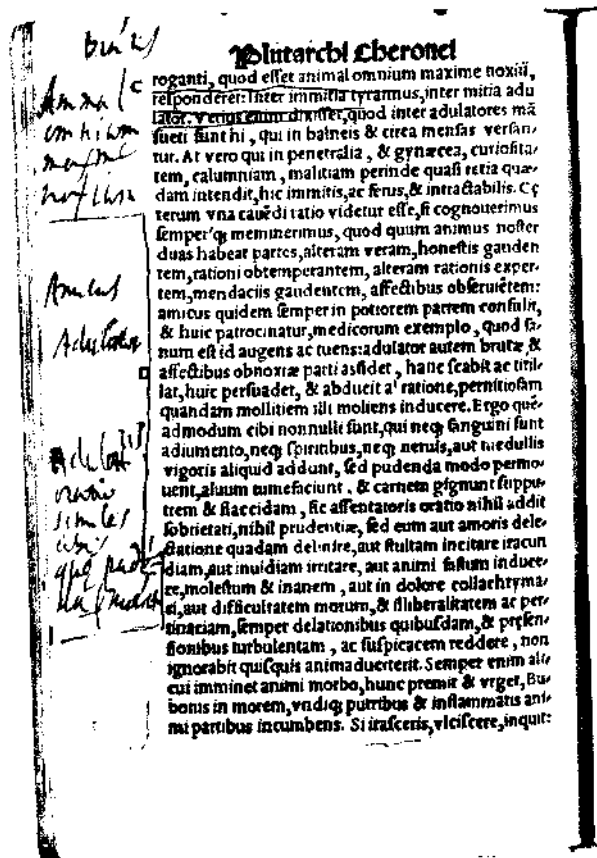 Plutarchi Cheronei
roganti, quod eſſet animal omnium maxime noxiũ,
reſponderet: Inter immitia tyrannus, inter mitia adu
lator. Verius enim dixiſſet, quod inter adulatores mã
ſueti ſunt hi, qui in balneis & circa menſas verſan-
tur. At vero qui in penetralia, & gynæcea, curioſita-
tem, calumniam, malitiam perinde quaſi retia quæ-
dam intendit, hic immitis, ac ferus, & intractabilis. Cę
terum vna cauẽdi ratio videtur eſſe, ſi cognouerimus
ſemperq́; meminerimus, quod quum animus noſter
duas habeat partes, alteram veram, honeſtis gauden
tem, rationi obtemperantem, alteram rationis exper-
tem, mendaciis gaudentem, affectibus obſeruiẽtem:
amicus quidem ſemper in potiorem partem conſulit,
& huic patrocinatur, medicorum exemplo, quod ſa-
num eſt id augens ac tuens: adulator autem brutæ &
affectibus obnoxiæ parti aſſidet, hanc ſcabit ac titil-
lat, huic perſuadet, & abducit a' ratione, pernitioſam
quandam mollitiem illi moliens inducere. Ergo quẽ-
admodum cibi nonnulli ſunt, qui neq; ſanguini ſunt
adiumento, neq; ſpiritibus, neq; neruis, aut medullis
vigoris aliquid addunt, ſed pudenda modo permo-
uent, aluum tumefaciunt, & carnem gignunt ſuppu-
trem & flaccidam, ſic aſſentatoris oratio nihil addit
ſobrietati, nihil prudentiæ, ſed eum aut amoris dele-
ctatione quadam delinire, aut ſtultam incitare iracun
diam, aut inuidiam irritare, aut animi faſtum induce-
re, moleſtum & inanem, aut in dolore collachryma-
ri, aut difficultatem morum, & illiberalitatem ac per-
tinaciam, ſemper delationibus quibuſdam, & præſen-
ſionibus turbulentam, ac ſuſpicacem reddere, non
ignorabit quiſquis animaduerterit. Semper enim ali-
cui imminet animi morbo, hunc premit & vrget, Bu-
bonis in morem, vndiq; putribus & inflammatis ani-
mi partibus incumbens. Si iraſceris, vlciſcere, inquit:
Amicus
Adulator
oratio